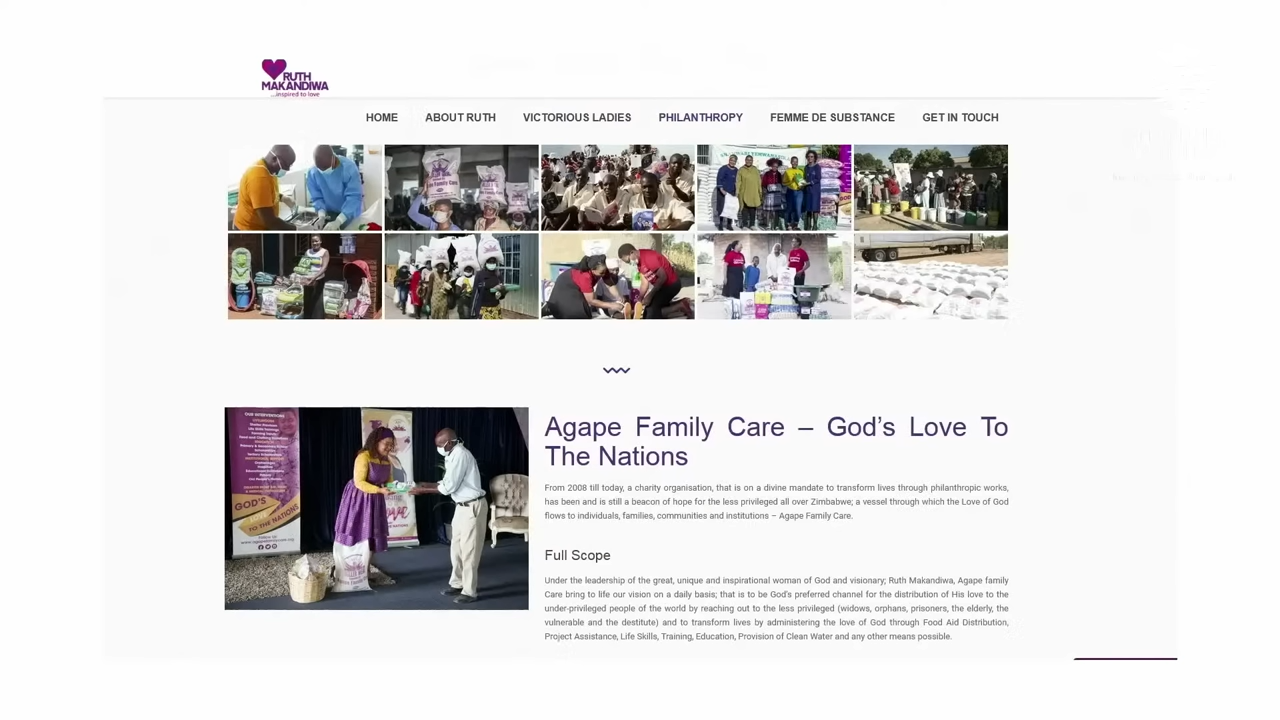 RUTH
MAKANDIWA
...inspired to love
HOME ABOUT RUTH VICTORIOUS LADIES PHILANTHROPY FEMME DE SUBSTANCE GET IN TOUCH
Agape Family Care – God's Love To
The Nations
From 2008 till today, a charity organisation, that is on a divine mandate to transform lives through philanthropic works,
has been and is still a beacon of hope for the less privileged all over Zimbabwe; a vessel through which the Love of God
flows to individuals, families, communities and institutions – Agape Family Care.
Full Scope
Under the leadership of the great, unique and inspirational woman of God and visionary; Ruth Makandiwa, Agape family
Care bring to life our vision on a daily basis; that is to be God's preferred channel for the distribution of His love to the
under-privileged people of the world by reaching out to the less privileged (widows, orphans, prisoners, the elderly, the
vulnerable and the destitute) and to transform lives by administering the love of God through Food Aid Distribution,
Project Assistance, Life Skills, Training, Education, Provision of Clean Water and any other means possible.
OUR INTERVENTIONS
GOD'S
LOVE
TO THE NATIONS